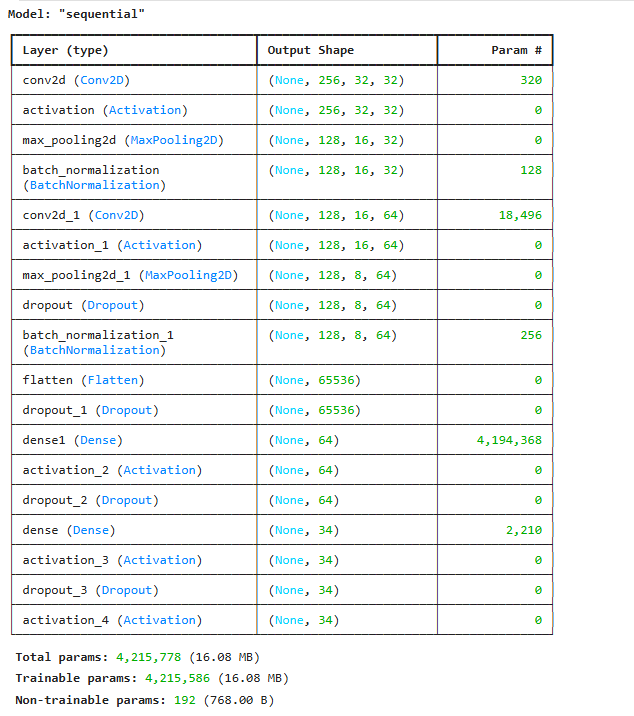 Model: "sequential"
Layer (type) Output Shape Param #
conv2d (Conv2D) (None, 256, 32, 32) 320
activation (Activation) (None, 256, 32, 32) 0
max_pooling2d (MaxPooling2D) (None, 128, 16, 32) 0
batch_normalization (None, 128, 16, 32) 128
(BatchNormalization)
conv2d_1 (Conv2D) (None, 128, 16, 64) 18,496
activation_1 (Activation) (None, 128, 16, 64) 0
max_pooling2d_1 (MaxPooling2D) (None, 128, 8, 64) 0
dropout (Dropout) (None, 128, 8, 64) 0
batch_normalization_1 (None, 128, 8, 64) 256
(BatchNormalization)
flatten (Flatten) (None, 65536) 0
dropout_1 (Dropout) (None, 65536) 0
dense1 (Dense) (None, 64) 4,194,368
activation_2 (Activation) (None, 64) 0
dropout_2 (Dropout) (None, 64) 0
dense (Dense) (None, 34) 2,210
activation_3 (Activation) (None, 34) 0
dropout_3 (Dropout) (None, 34) 0
activation_4 (Activation) (None, 34) 0
Total params: 4,215,778 (16.08 MB)
Trainable params: 4,215,586 (16.08 MB)
Non-trainable params: 192 (768.00 B)